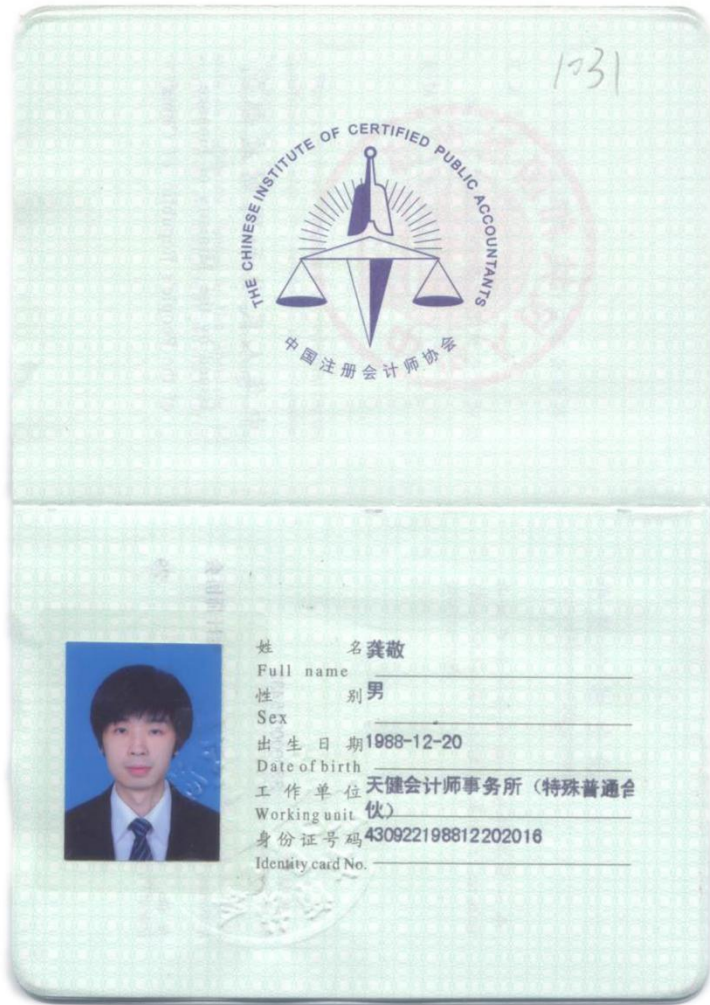 1031
THE CHINESE INSTITUTE OF CERTIFIED PUBLIC ACCOUNTANTS
中国注册会计师协会
姓 名 龚敬
Full name
性 别 男
Sex
出生日期 1988-12-20
Date of birth
工作单位 天健会计师事务所（特殊普通合
Working unit 伙）
身份证号码 430922198812202016
Identity card No.